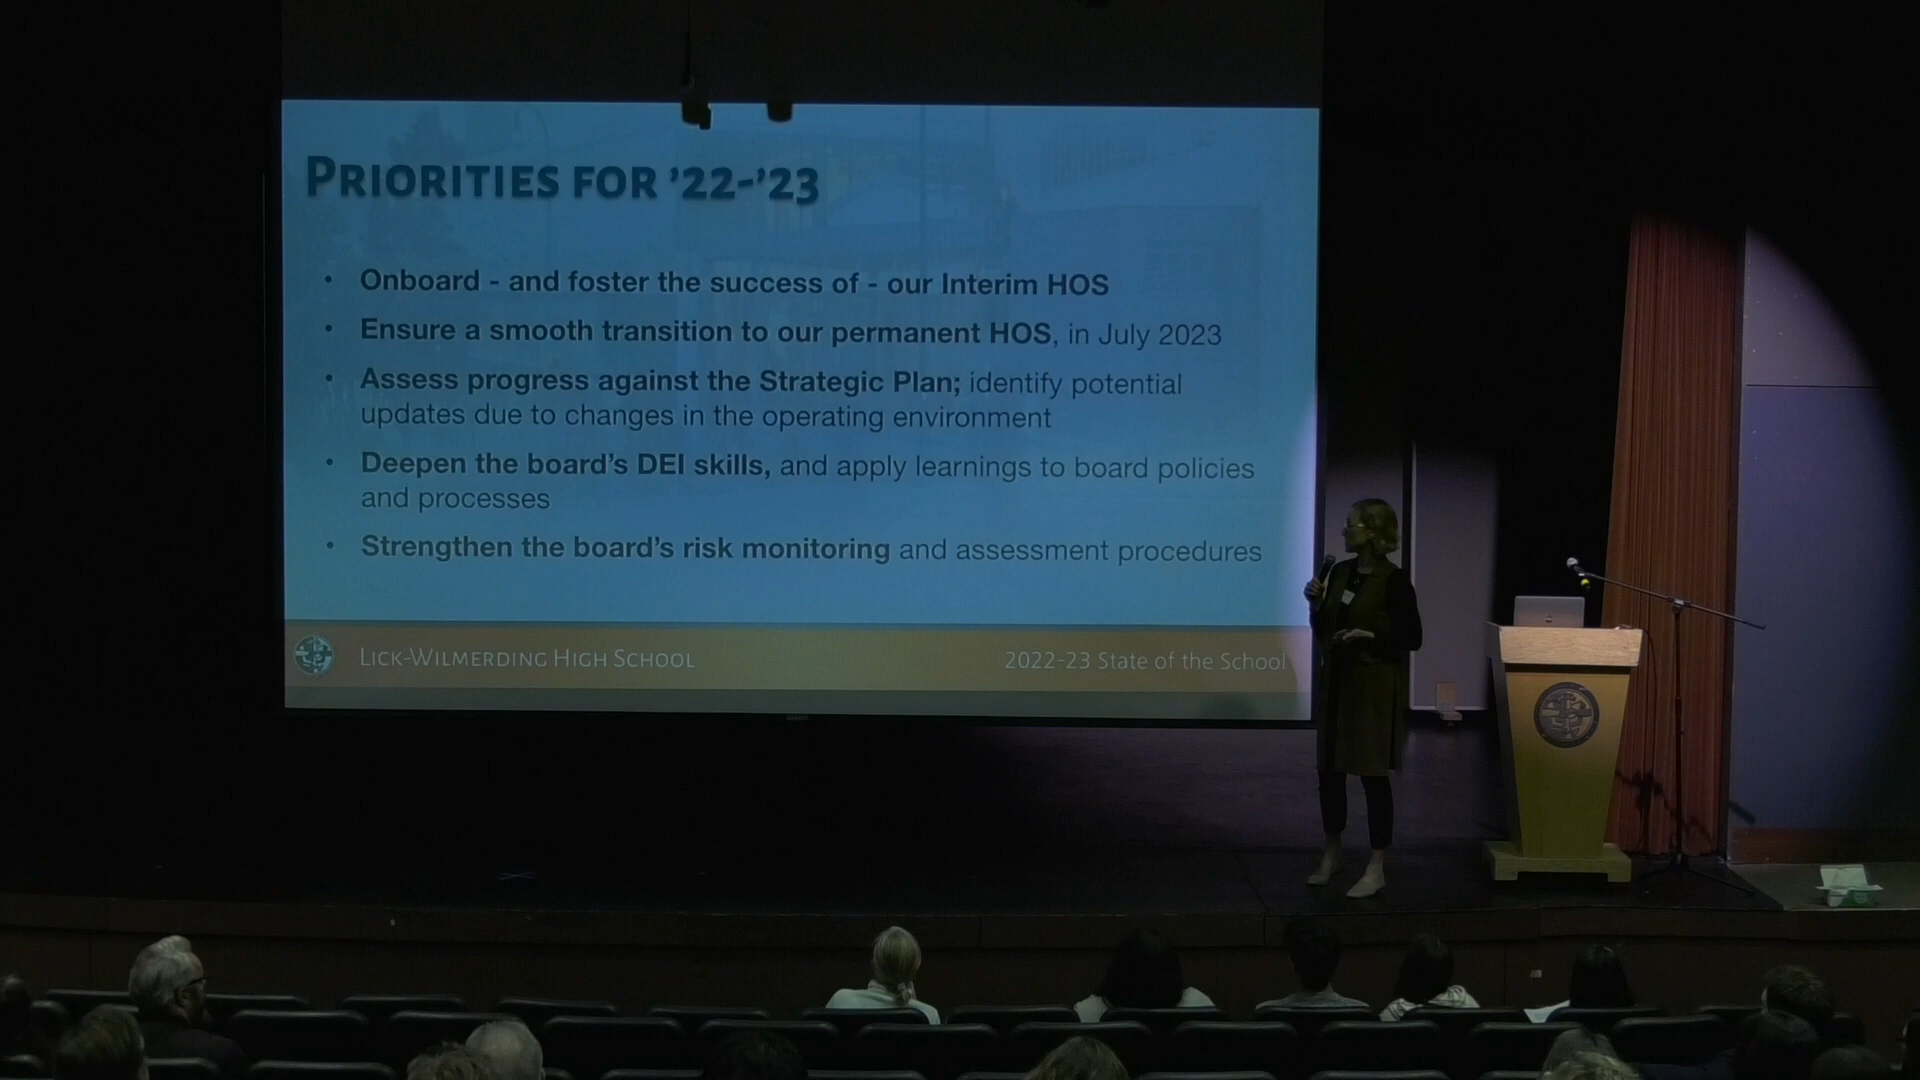 PRIORITIES FOR ’22-’23
• Onboard - and foster the success of - our Interim HOS
• Ensure a smooth transition to our permanent HOS, in July 2023
• Assess progress against the Strategic Plan; identify potential
updates due to changes in the operating environment
• Deepen the board’s DEI skills, and apply learnings to board policies
and processes
• Strengthen the board’s risk monitoring and assessment procedures
LICK-WILMERDING HIGH SCHOOL
2022-23 State of the School